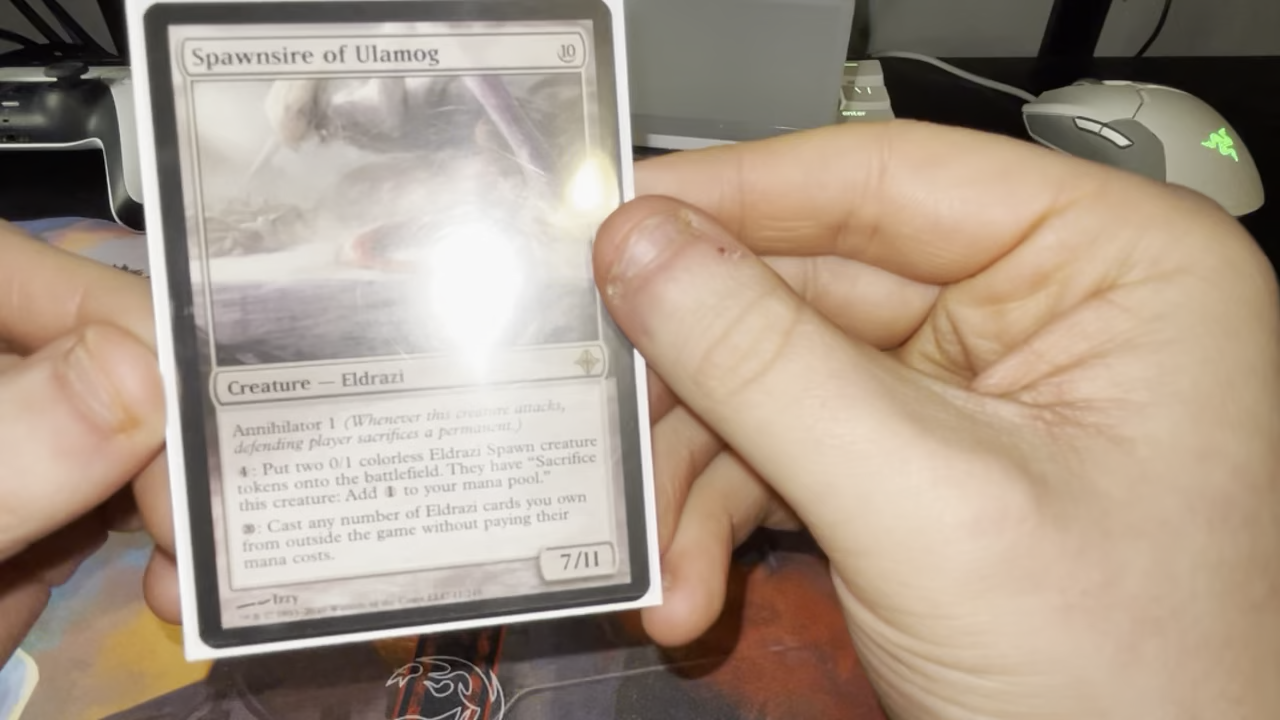 Spawnsire of Ulamog 10
Creature — Eldrazi
Annihilator 1 (Whenever this creature attacks,
defending player sacrifices a permanent.)
4: Put two 0/1 colorless Eldrazi Spawn creature
tokens onto the battlefield. They have “Sacrifice
this creature: Add 1 to your mana pool.”
20: Cast any number of Eldrazi cards you own
from outside the game without paying their
mana costs.
7/11
Izzy
enter